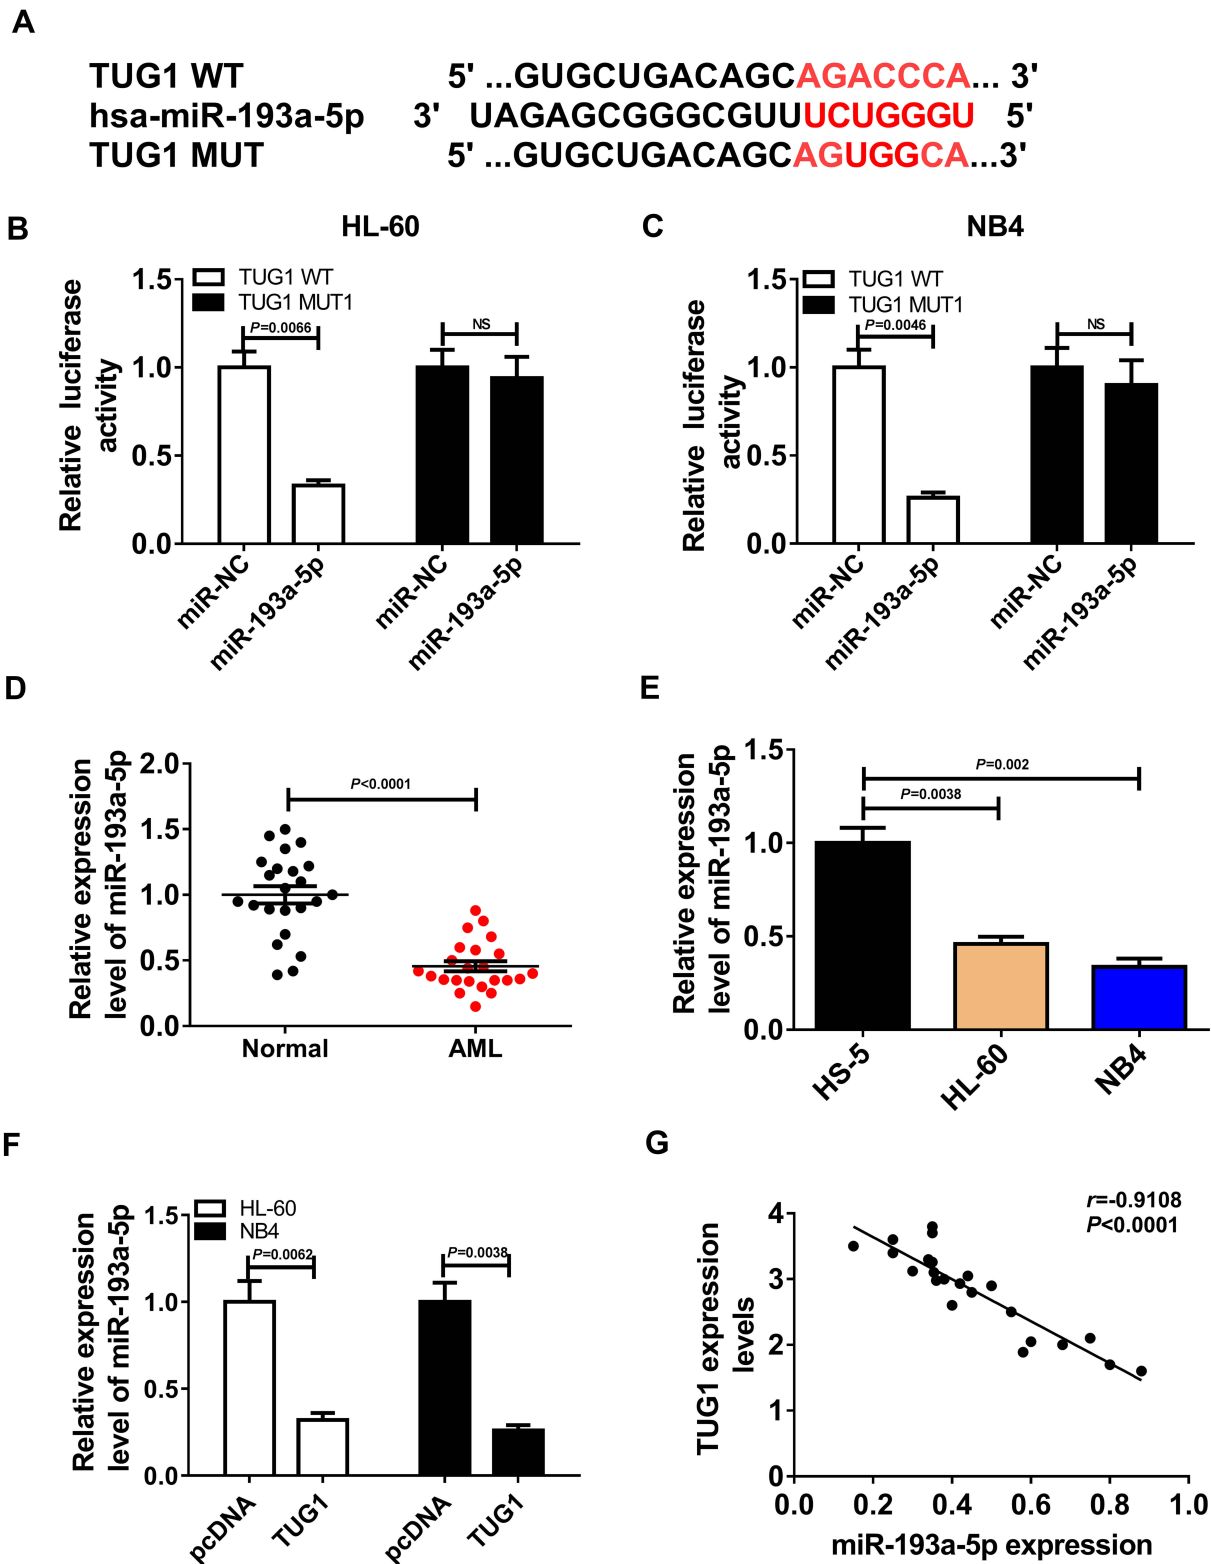 A
TUG1 WT 5' ...GUGCUGACAGCAGACCCA... 3'
hsa-miR-193a-5p 3' UAGAGCGGGCGUUUCUGGGU 5'
TUG1 MUT 5' ...GUGCUGACAGCAGUGGCA...3'
B
HL-60
Relative luciferase
activity
TUG1 WT
TUG1 MUT1
P=0.0066
NS
1.5
1.0
0.5
0.0
miR-NC
miR-193a-5p
miR-NC
miR-193a-5p
C
NB4
Relative luciferase
activity
TUG1 WT
TUG1 MUT1
P=0.0046
NS
1.5
1.0
0.5
0.0
miR-NC
miR-193a-5p
miR-NC
miR-193a-5p
D
Relative expression
level of miR-193a-5p
P<0.0001
2.0
1.5
1.0
0.5
0.0
Normal
AML
E
Relative expression
level of miR-193a-5p
P=0.002
P=0.0038
1.5
1.0
0.5
0.0
HS-5
HL-60
NB4
F
Relative expression
level of miR-193a-5p
HL-60
NB4
P=0.0062
P=0.0038
1.5
1.0
0.5
0.0
pcDNA
TUG1
pcDNA
TUG1
G
TUG1 expression
levels
r=-0.9108
P<0.0001
4
3
2
1
0
0.0 0.2 0.4 0.6 0.8 1.0
miR-193a-5p expression